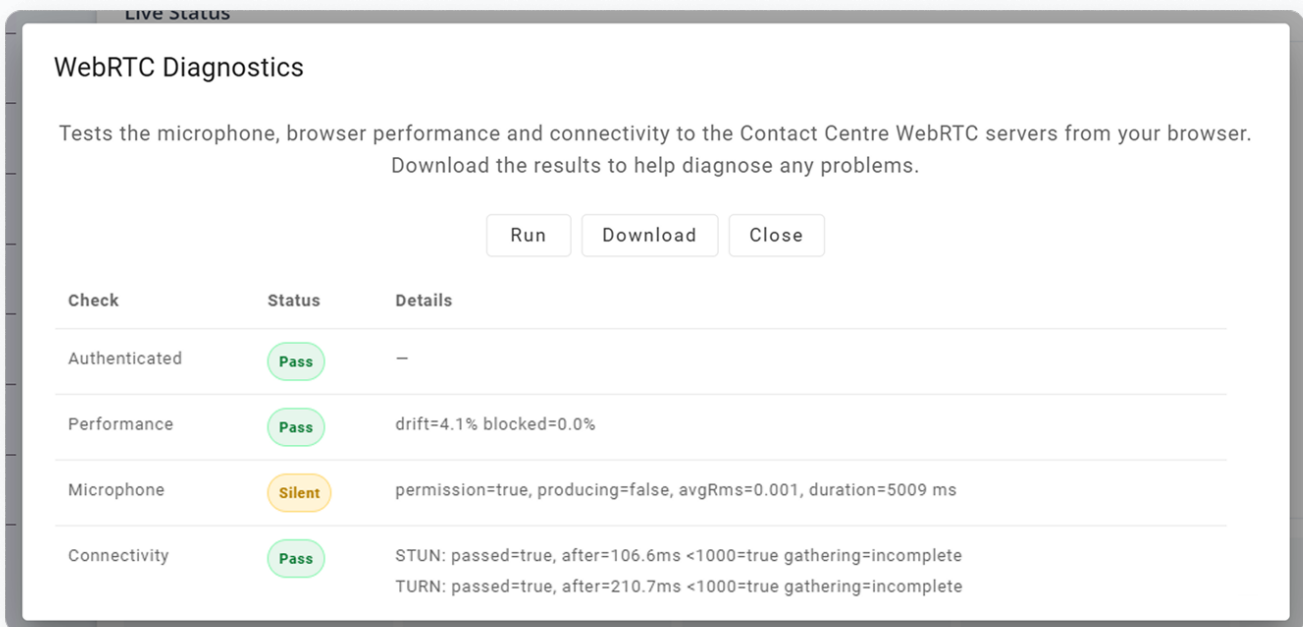 Live Status
WebRTC Diagnostics
Tests the microphone, browser performance and connectivity to the Contact Centre WebRTC servers from your browser.
Download the results to help diagnose any problems.
Run Download Close
Check Status Details
Authenticated Pass —
Performance Pass drift=4.1% blocked=0.0%
Microphone Silent permission=true, producing=false, avgRms=0.001, duration=5009 ms
Connectivity Pass STUN: passed=true, after=106.6ms <1000=true gathering=incomplete
TURN: passed=true, after=210.7ms <1000=true gathering=incomplete